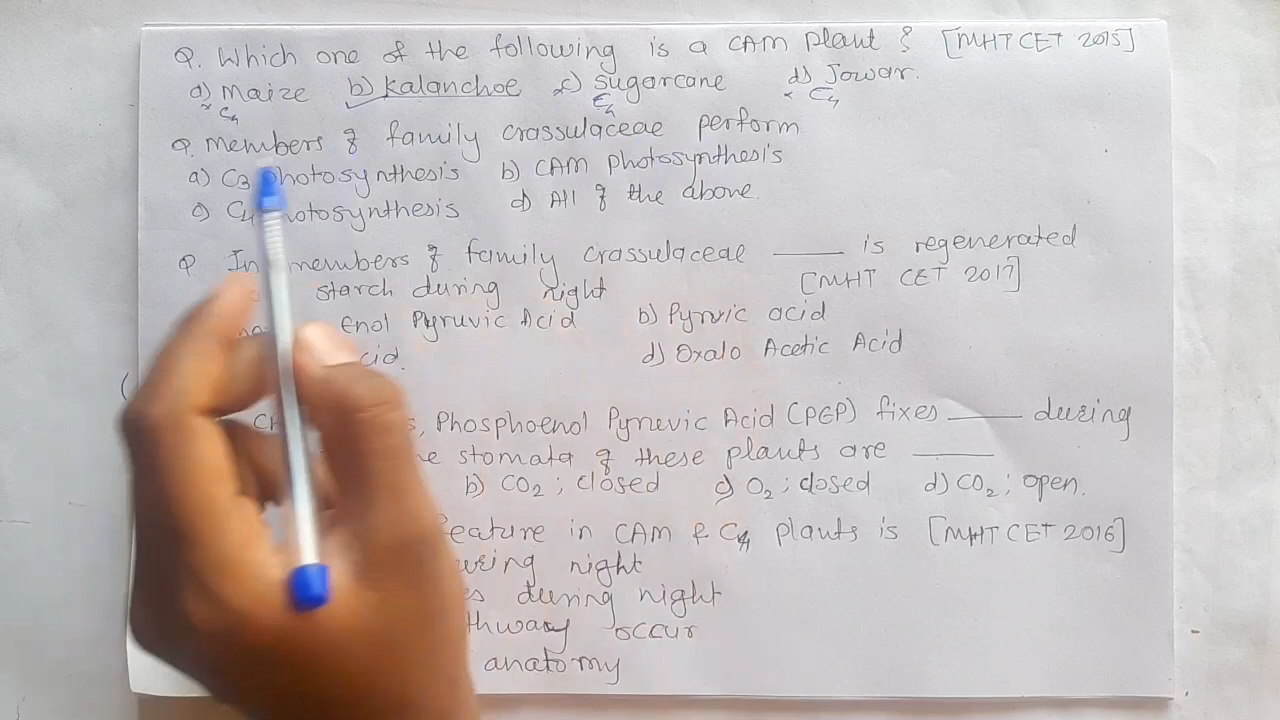 Q. Which one of the following is a CAM plant ? [MHT CET 2015]
a) Maize b) Kalanchoe c) Sugarcane d) Jowar.
× C4 C4 × C4
Q. Members of family crassulaceae perform
a) C3 photosynthesis b) CAM photosynthesis
c) C4 photosynthesis d) All of the above.
Q In members of family crassulaceae ____ is regenerated
starch during night [MHT CET 2017]
enol Pyruvic Acid b) Pyruvic acid
cid. d) Oxalo Acetic Acid
Phosphoenol Pyruvic Acid (PEP) fixes ____ during
stomata of these plants are ____
b) CO2 ; closed c) O2 ; closed d) CO2 ; open.
feature in CAM & C4 plants is [MHT CET 2016]
night
during night
occur
anatomy